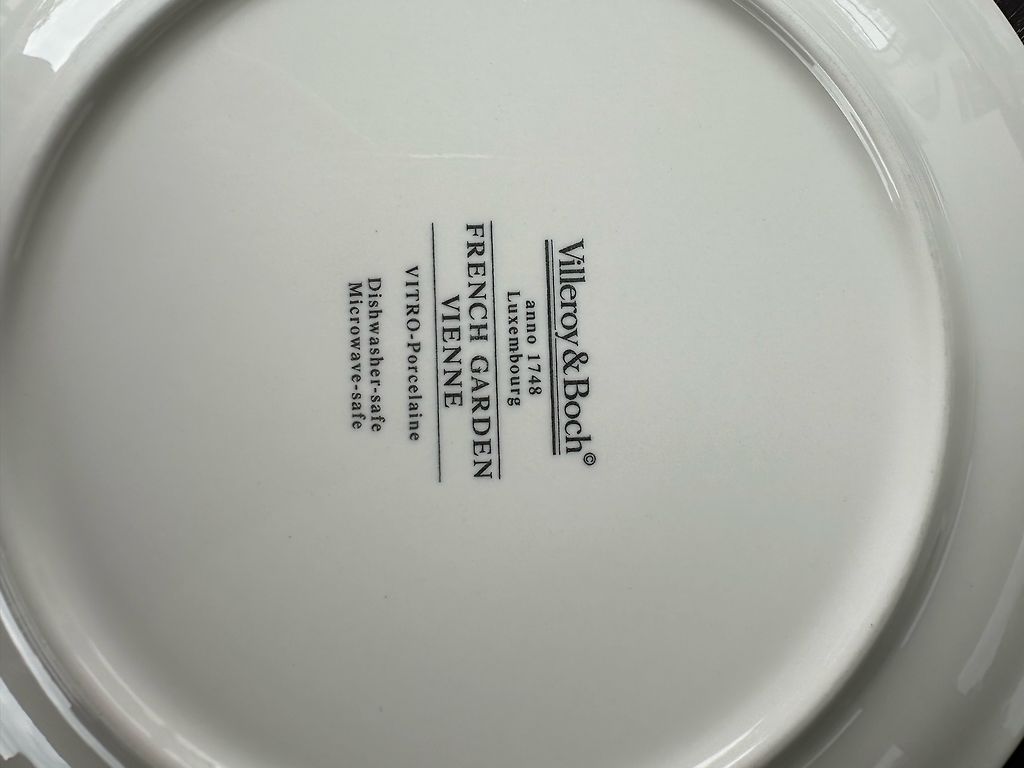 Villeroy & Boch©
anno 1748
Luxembourg
FRENCH GARDEN
VIENNE
VITRO-Porcelaine
Dishwasher-safe
Microwave-safe